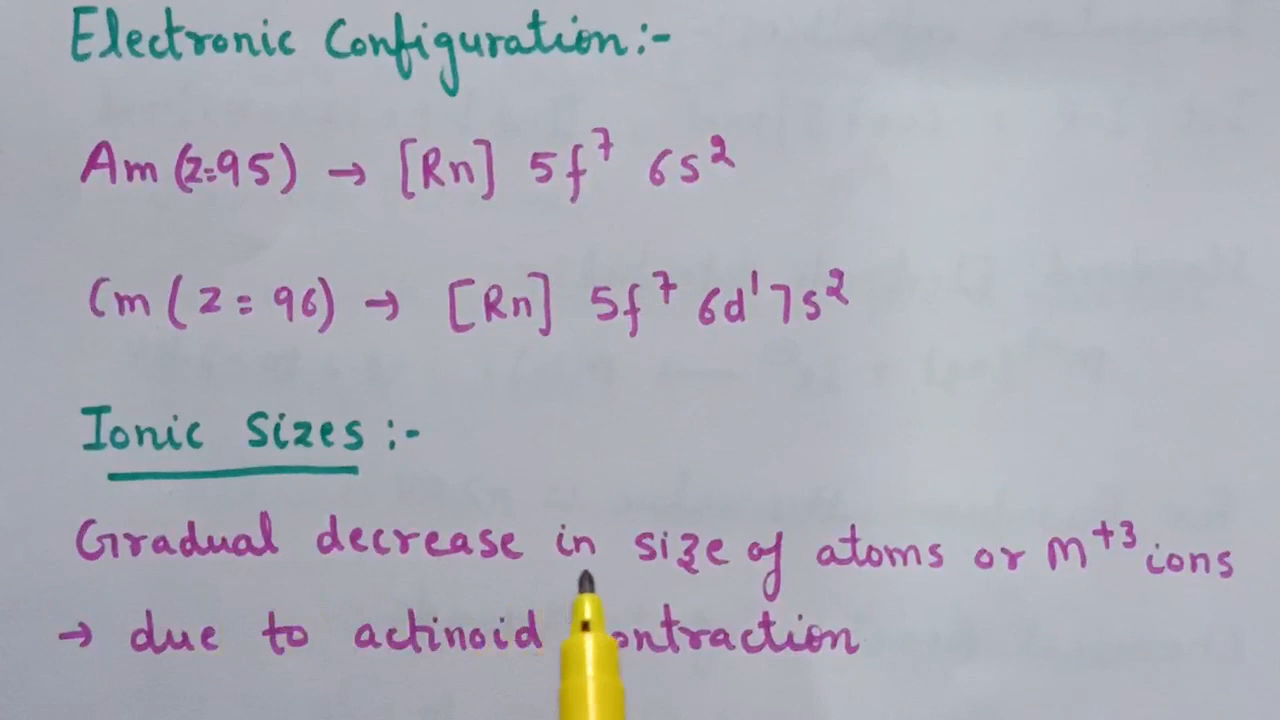 Electronic Configuration:-
Am (z=95) → [Rn] 5f⁷ 6s²
Cm (z = 96) → [Rn] 5f⁷ 6d¹ 7s²
Ionic Sizes :-
Gradual decrease in size of atoms or M⁺³ ions
→ due to actinoid contraction